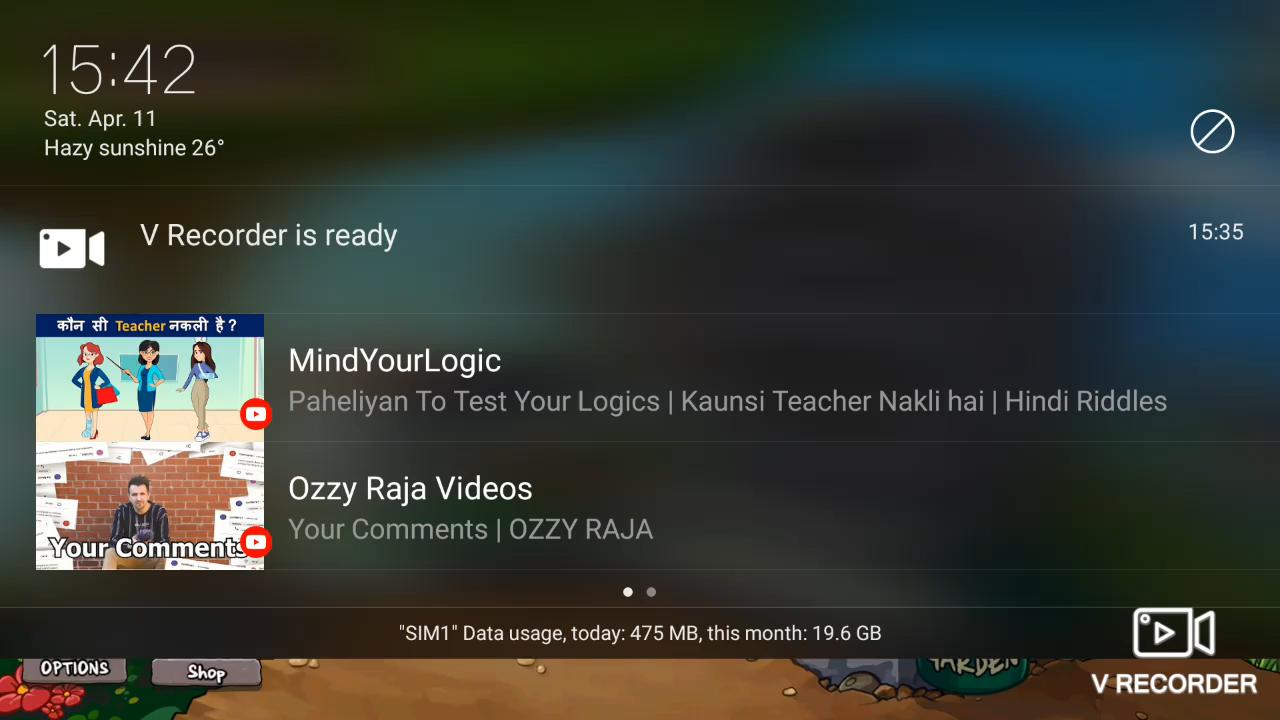 15:42
Sat. Apr. 11
Hazy sunshine 26°
V Recorder is ready
15:35
कौन सी Teacher नकली है ?
MindYourLogic
Paheliyan To Test Your Logics | Kaunsi Teacher Nakli hai | Hindi Riddles
Your Comments
Ozzy Raja Videos
Your Comments | OZZY RAJA
"SIM1" Data usage, today: 475 MB, this month: 19.6 GB
OPTIONS
Shop
GARDEN
V RECORDER